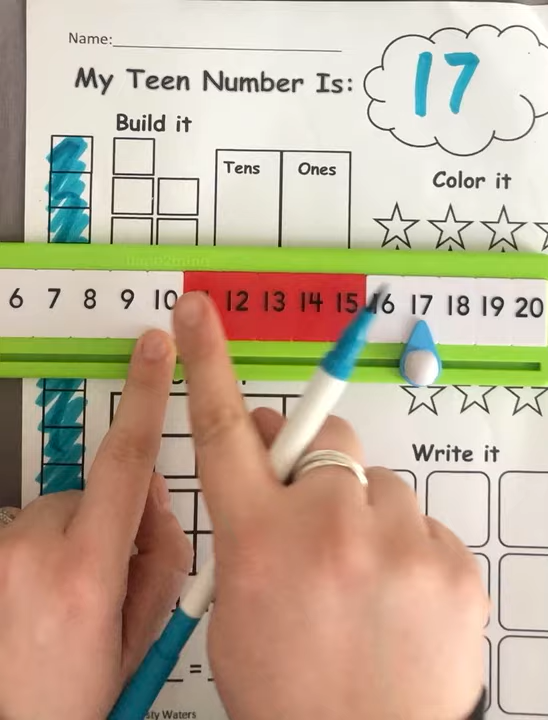 Name:
My Teen Number Is:
17
Build it
Tens Ones
Color it
6 7 8 9 10 12 13 14 15 16 17 18 19 20
Write it
=